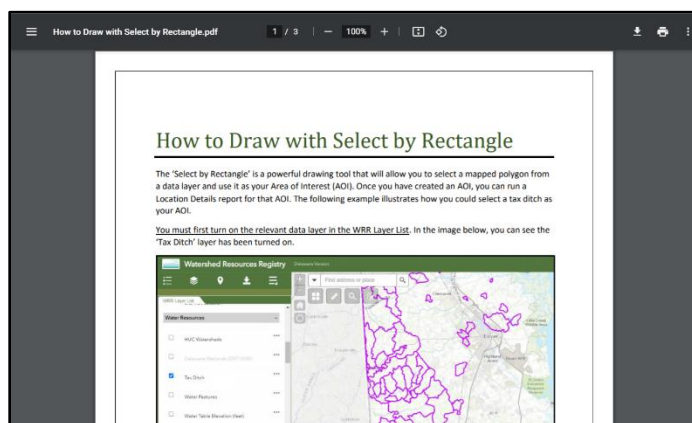 How to Draw with Select by Rectangle.pdf
1 / 3
100%
How to Draw with Select by Rectangle
The ‘Select by Rectangle’ is a powerful drawing tool that will allow you to select a mapped polygon from
a data layer and use it as your Area of Interest (AOI). Once you have created an AOI, you can run a
Location Details report for that AOI. The following example illustrates how you could select a tax ditch as
your AOI.
You must first turn on the relevant data layer in the WRR Layer List. In the image below, you can see the
‘Tax Ditch’ layer has been turned on.
Watershed Resources Registry
Delaware Version
Find address or place
WRR Layer List
Water Resources
HUC Watersheds
Tax Ditch
Water Features
Water Table Elevation (feet)